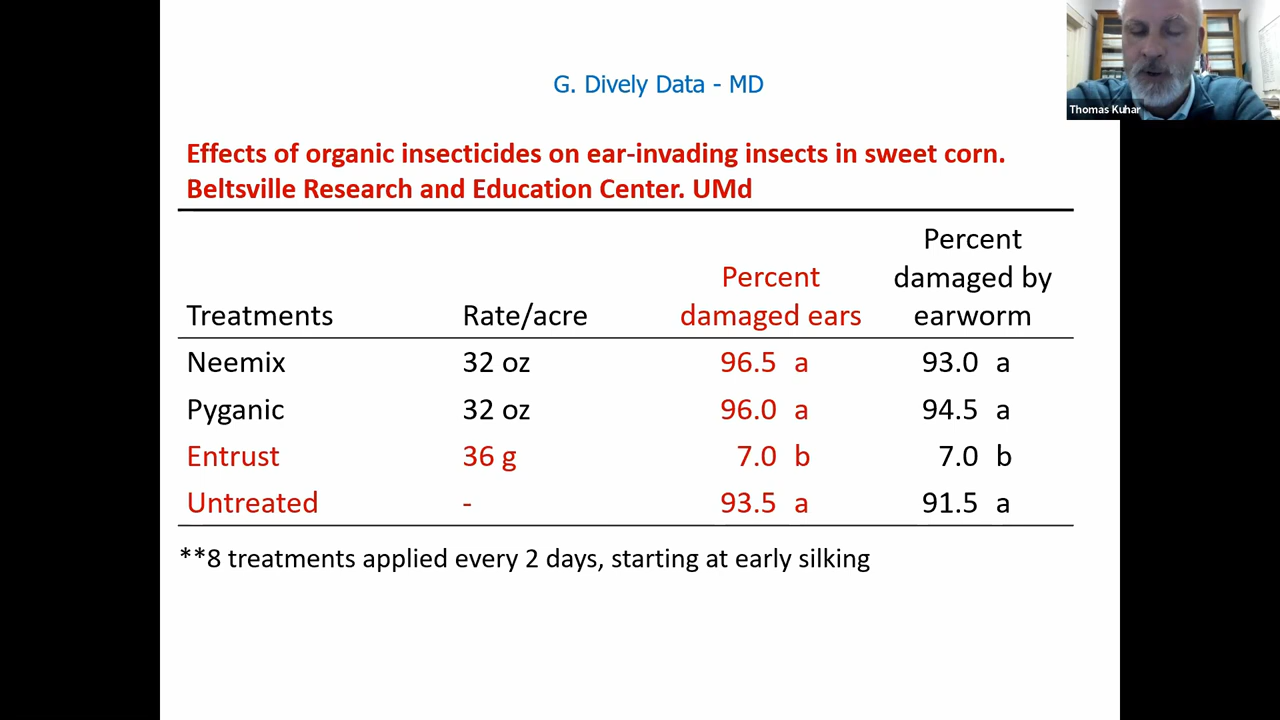 G. Dively Data - MD
Thomas Kuhar
Effects of organic insecticides on ear-invading insects in sweet corn.
Beltsville Research and Education Center. UMd
Treatments Rate/acre Percent damaged ears Percent damaged by earworm
Neemix 32 oz 96.5 a 93.0 a
Pyganic 32 oz 96.0 a 94.5 a
Entrust 36 g 7.0 b 7.0 b
Untreated - 93.5 a 91.5 a
**8 treatments applied every 2 days, starting at early silking